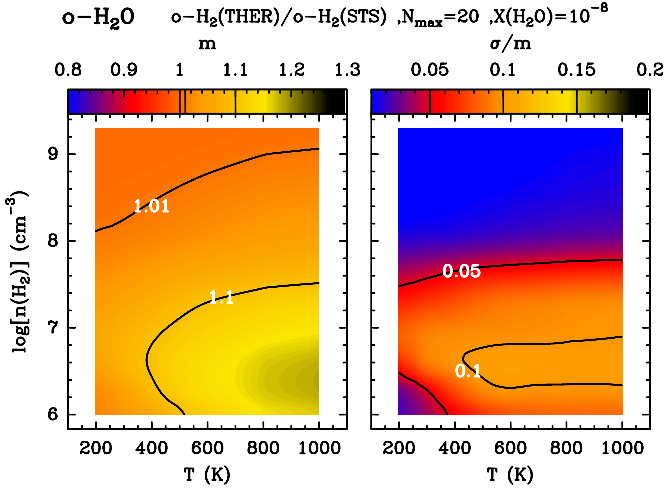 o-H₂O o-H₂(THER)/o-H₂(STS) ,Nₘₐₓ=20 ,X(H₂O)=10⁻⁸
m σ/m
0.8 0.9 1 1.1 1.2 1.3 0.05 0.1 0.15 0.2
log[n(H₂)] (cm⁻³)
9 8 7 6
1.01
1.1
0.05
0.1
200 400 600 800 1000 200 400 600 800 1000
T (K) T (K)